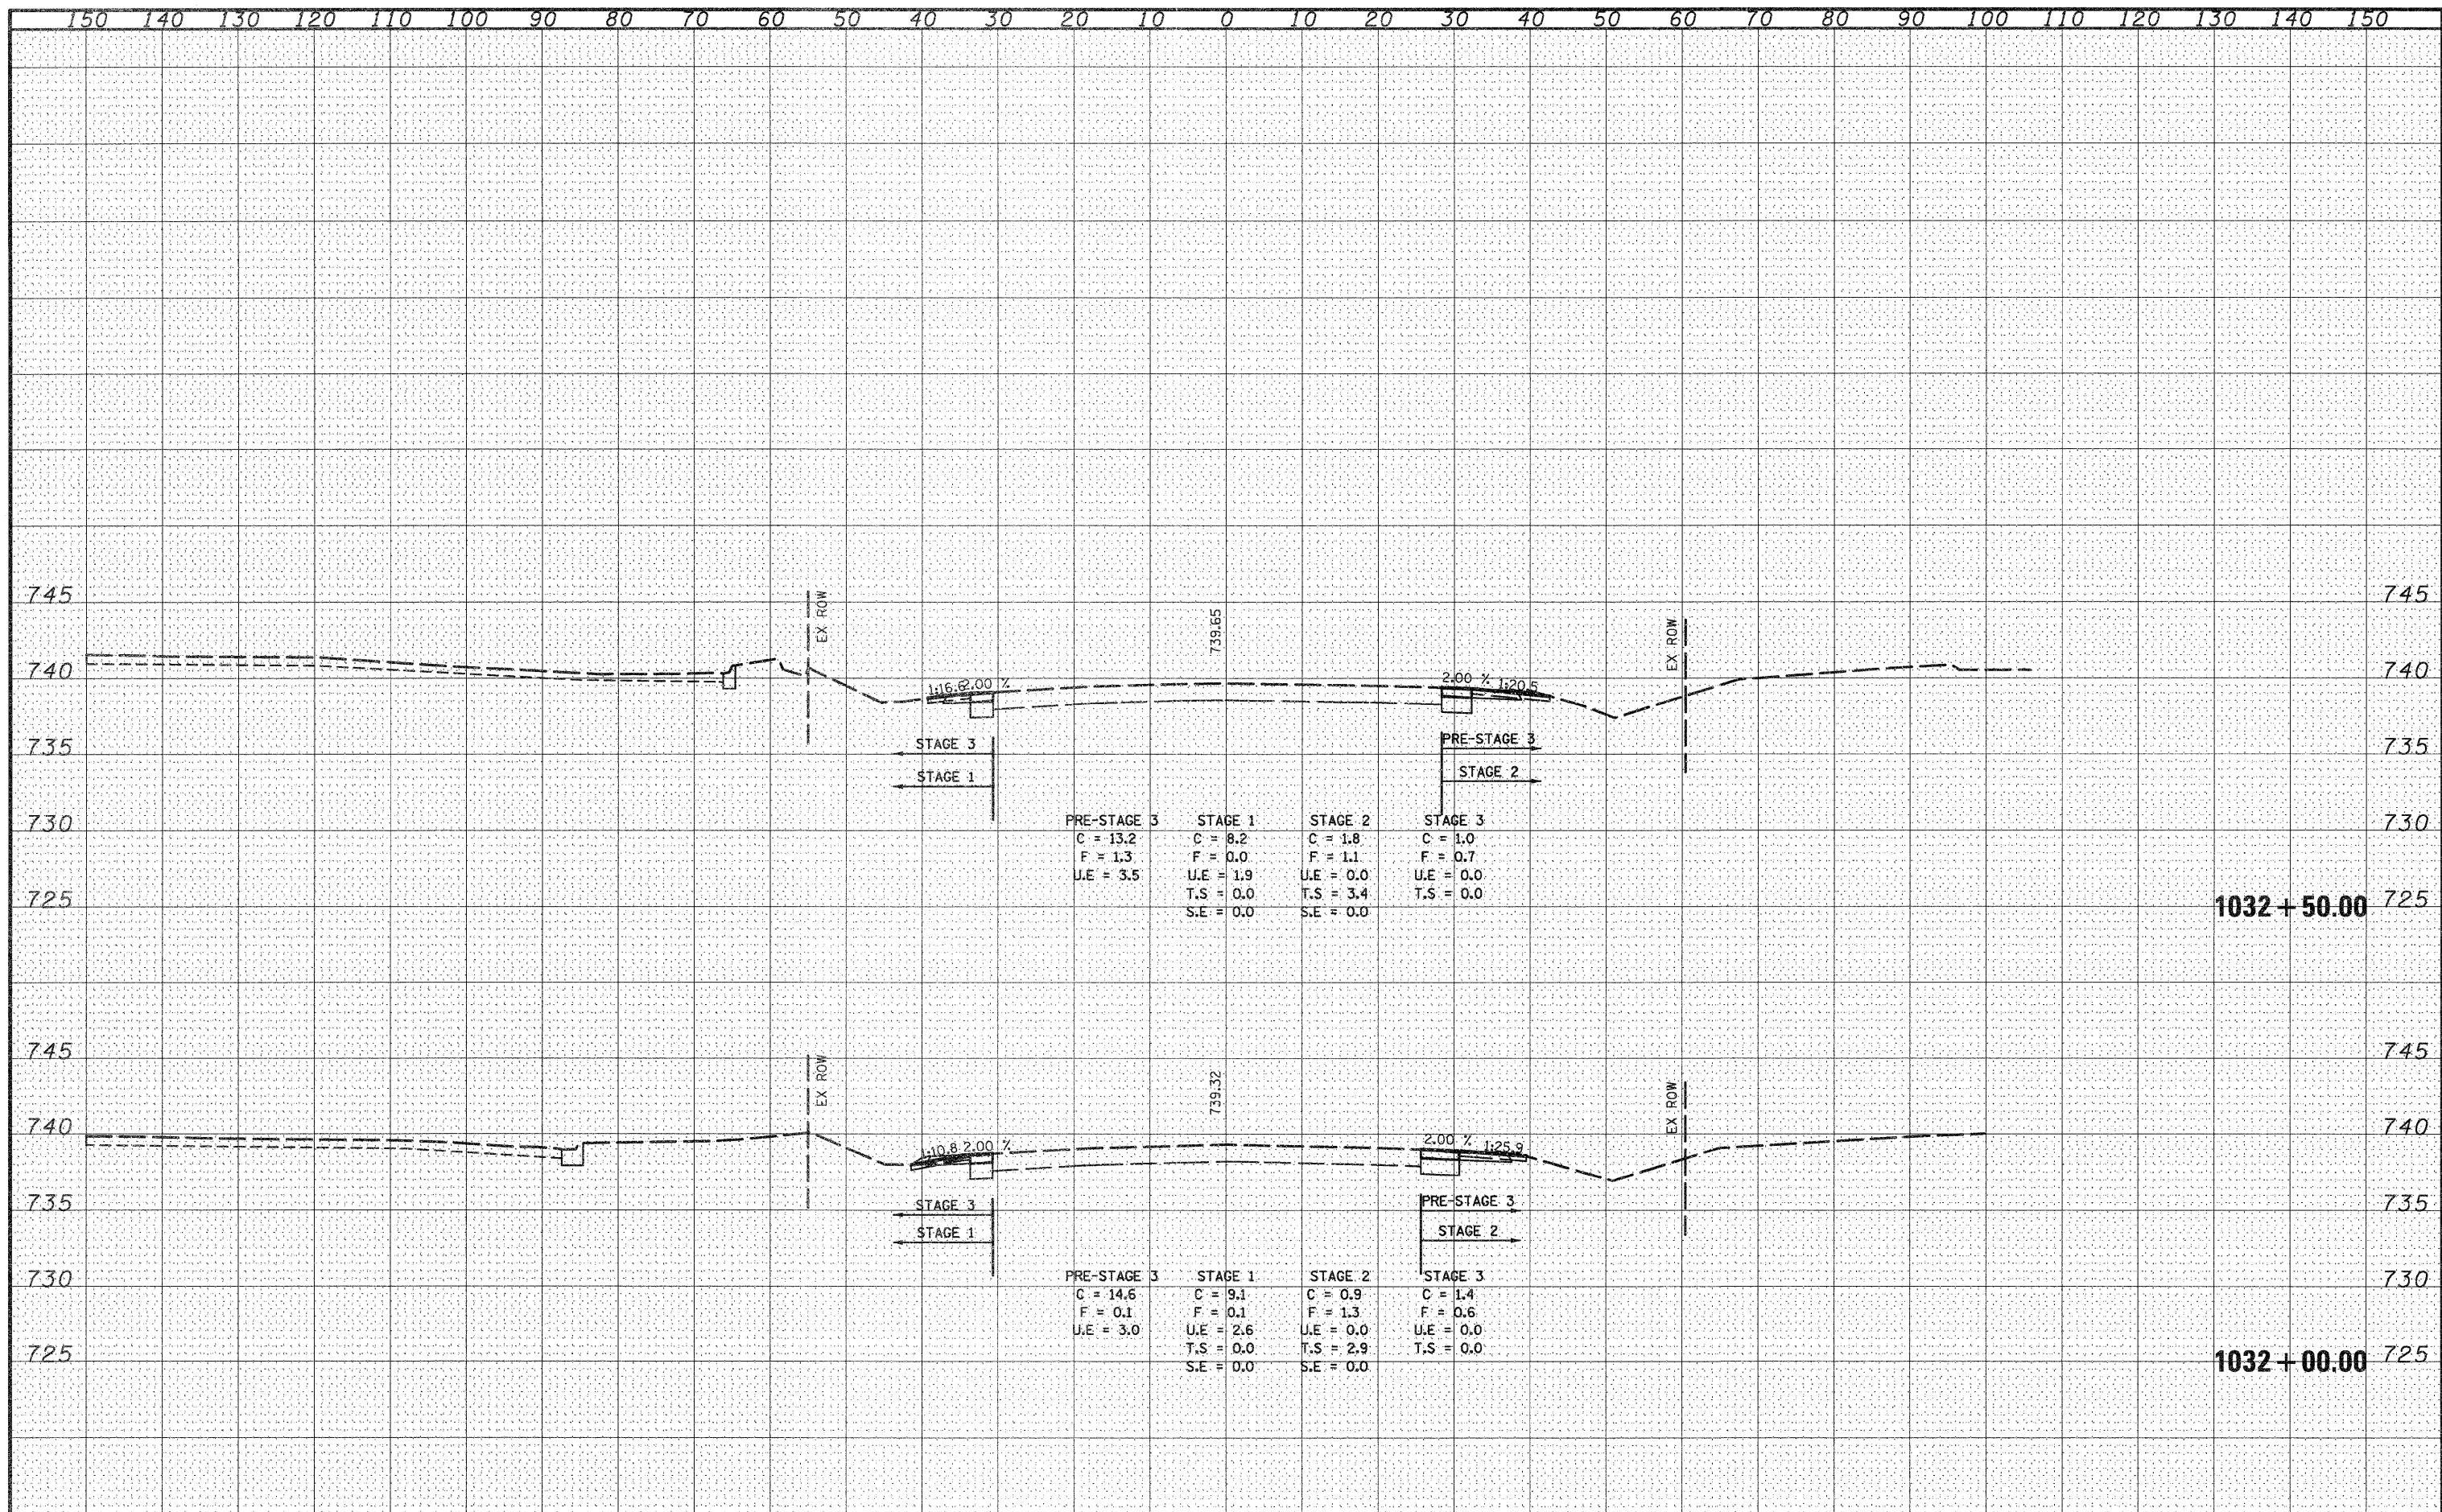 150 140 130 120 110 100 90 80 70 60 50 40 30 20 10 0 10 20 30 40 50 60 70 80 90 100 110 120 130 140 150
745 EX ROW 739.65 EX ROW 745
740 1:16.6 2.00 % 2.00 % 1:20.5 740
735 STAGE 3 PRE-STAGE 3 735
STAGE 1 STAGE 2
730 730
PRE-STAGE 3 STAGE 1 STAGE 2 STAGE 3
C = 13.2 C = 8.2 C = 1.8 C = 1.0
F = 1.3 F = 0.0 F = 1.1 F = 0.7
U.E = 3.5 U.E = 1.9 U.E = 0.0 U.E = 0.0
T.S = 0.0 T.S = 3.4 T.S = 0.0
725 1032 + 50.00 725
S.E = 0.0 S.E = 0.0
745 EX ROW 739.32 EX ROW 745
740 1:10.8 2.00 % 2.00 % 1:25.9 740
735 STAGE 3 PRE-STAGE 3 735
STAGE 1 STAGE 2
730 730
PRE-STAGE 3 STAGE 1 STAGE 2 STAGE 3
C = 14.6 C = 9.1 C = 0.9 C = 1.4
F = 0.1 F = 0.1 F = 1.3 F = 0.6
U.E = 3.0 U.E = 2.6 U.E = 0.0 U.E = 0.0
T.S = 0.0 T.S = 2.9 T.S = 0.0
725 1032 + 00.00 725
S.E = 0.0 S.E = 0.0